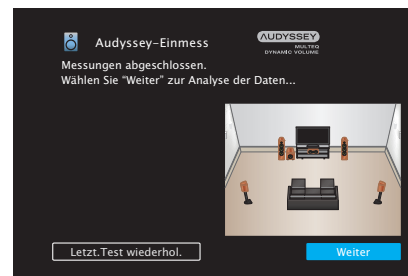 Audyssey-Einmess
AUDYSSEY
MULTEQ
DYNAMIC VOLUME
Messungen abgeschlossen.
Wählen Sie “Weiter” zur Analyse der Daten...
Letzt.Test wiederhol.
Weiter